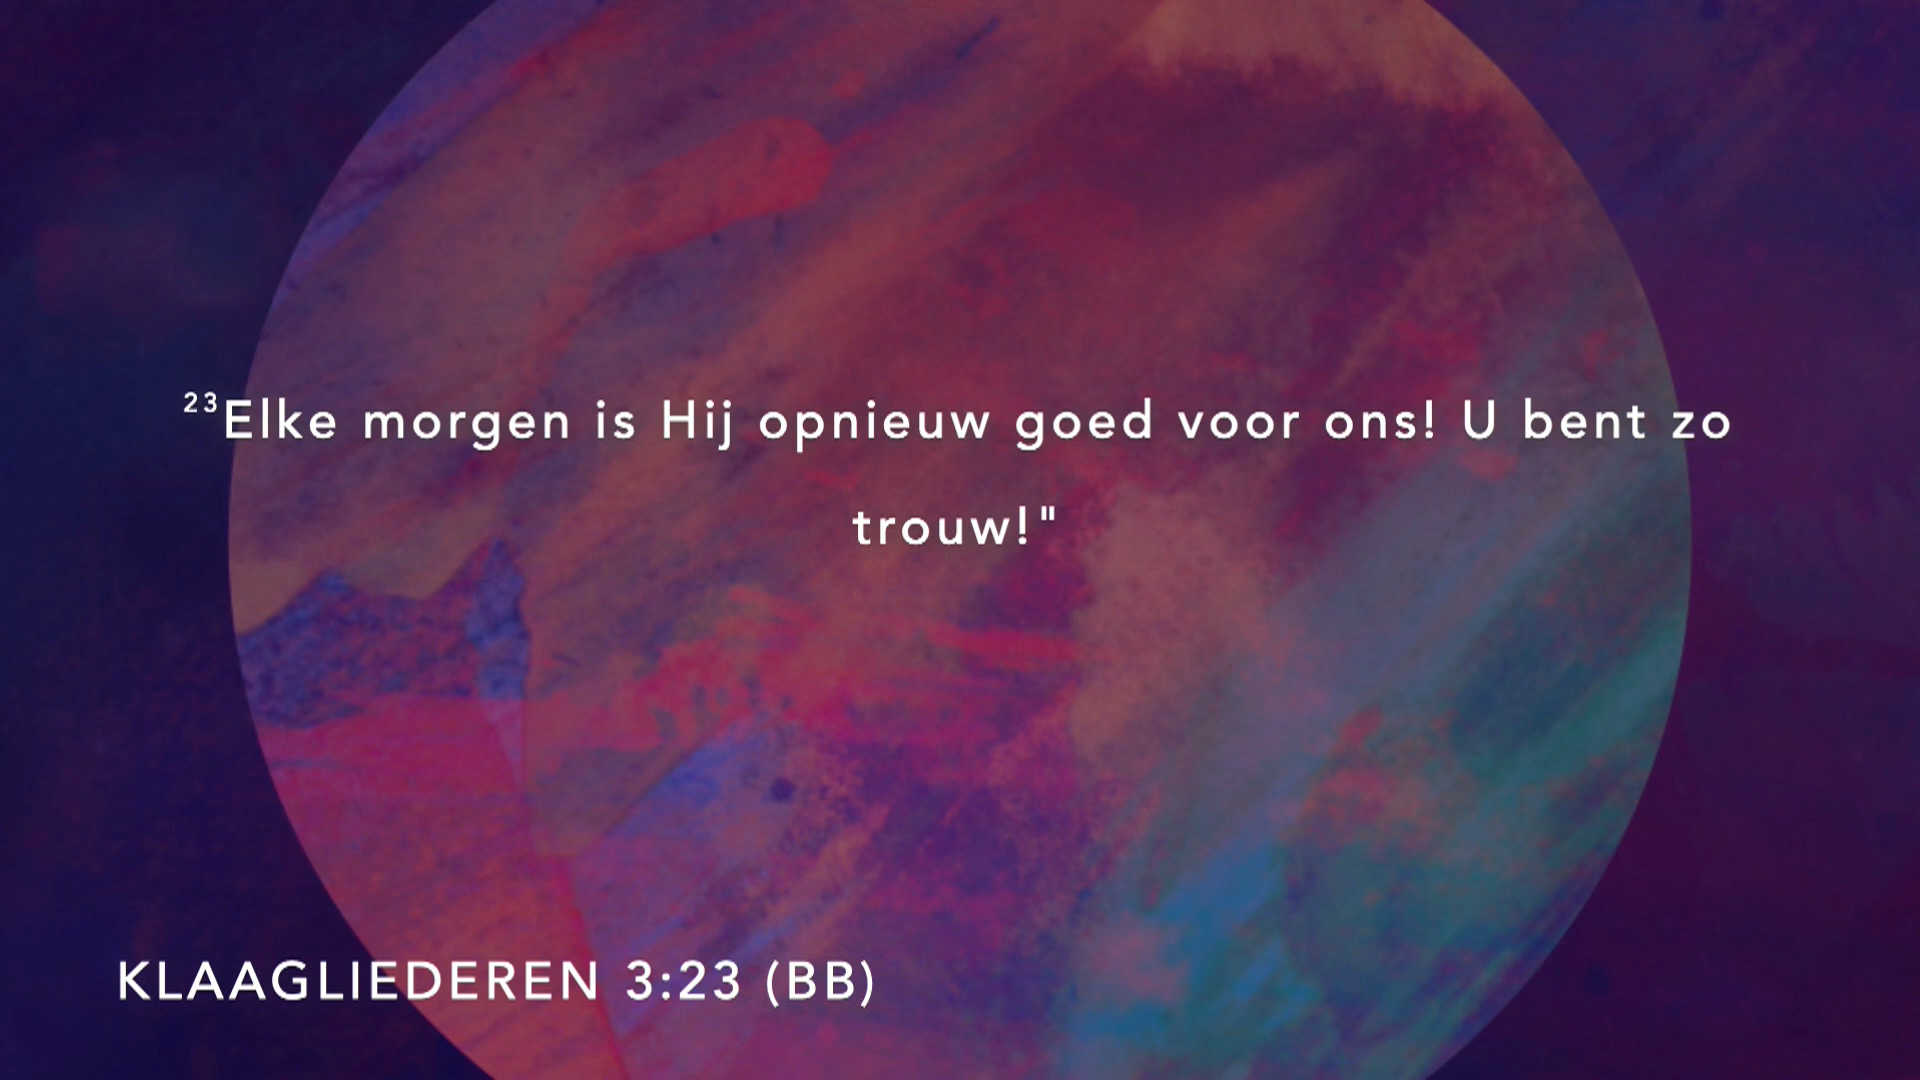 23Elke morgen is Hij opnieuw goed voor ons! U bent zo
trouw!"
KLAAGLIEDEREN 3:23 (BB)